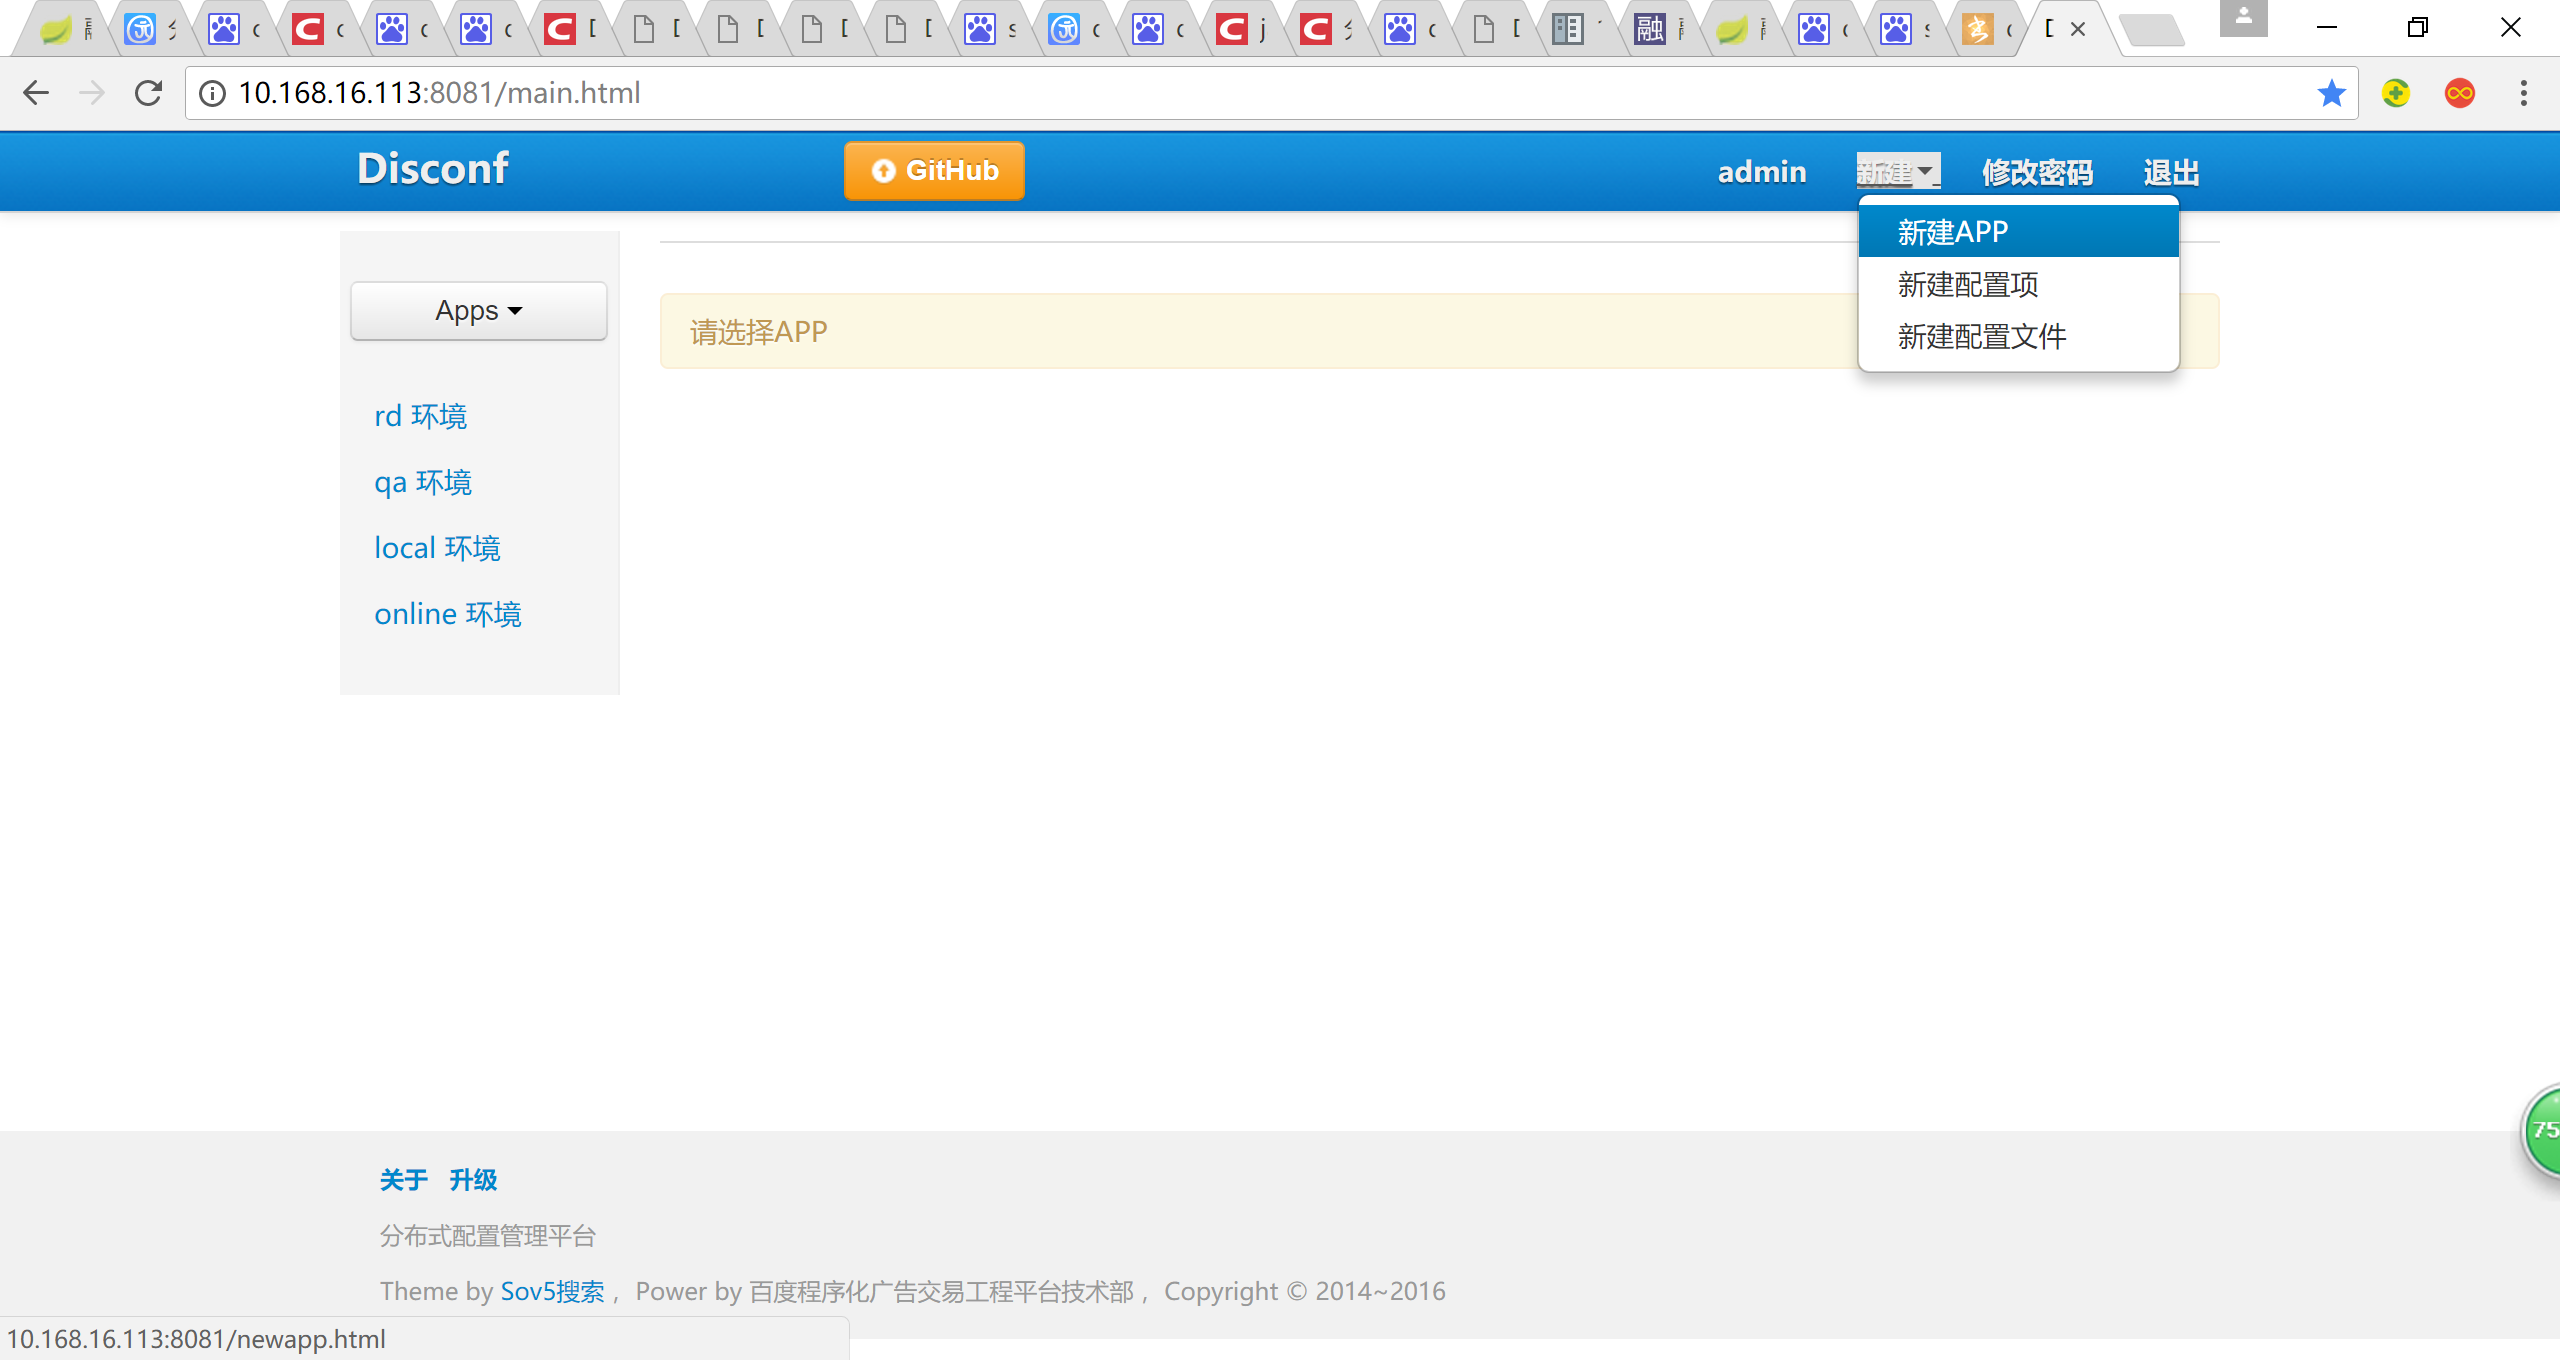 10.168.16.113:8081/main.html
Disconf
GitHub
admin
新建
修改密码
退出
新建APP
新建配置项
新建配置文件
Apps
请选择APP
rd 环境
qa 环境
local 环境
online 环境
75
关于 升级
分布式配置管理平台
Theme by Sov5搜索 ， Power by 百度程序化广告交易工程平台技术部 ， Copyright © 2014~2016
10.168.16.113:8081/newapp.html